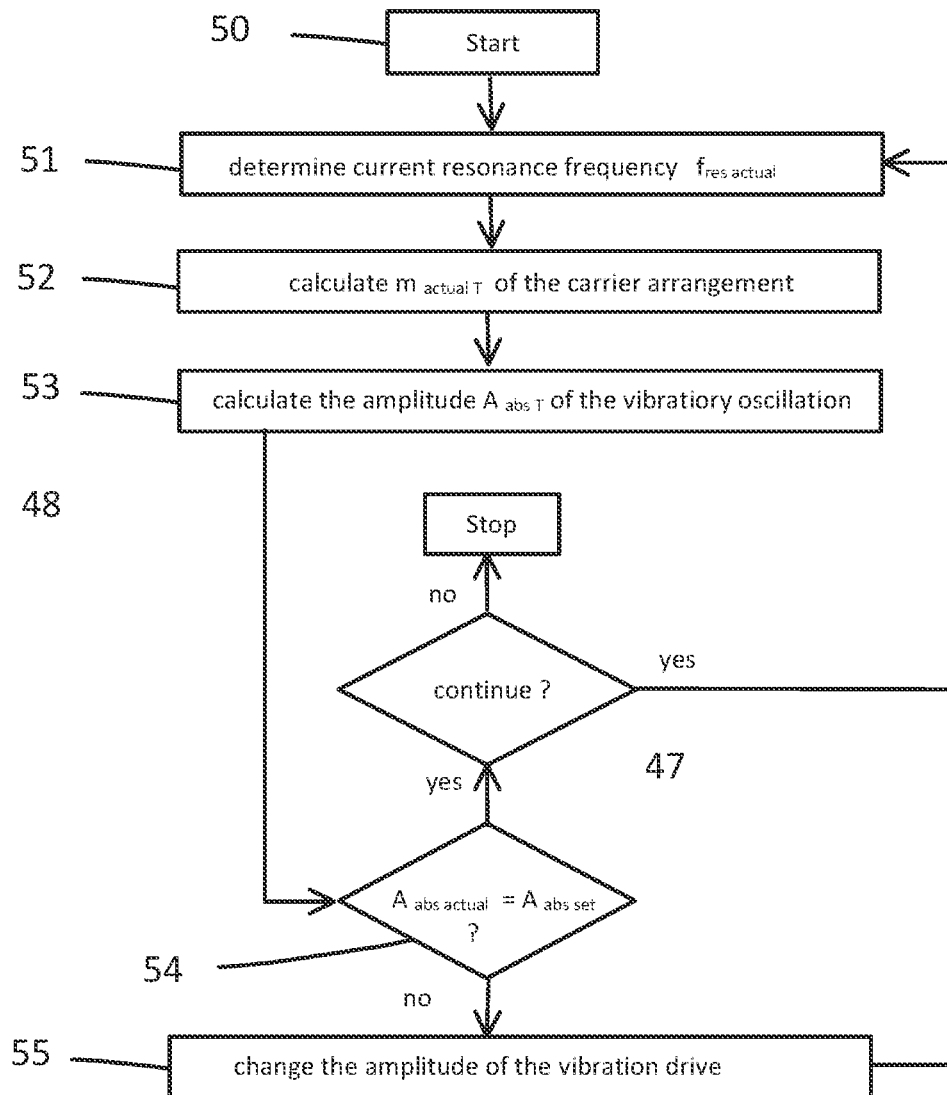 50
Start
51
determine current resonance frequency f res actual
52
calculate m actual T of the carrier arrangement
53
calculate the amplitude A abs T of the vibratiory oscillation
48
Stop
no
continue ?
yes
47
yes
A abs actual = A abs set
?
54
no
55
change the amplitude of the vibration drive